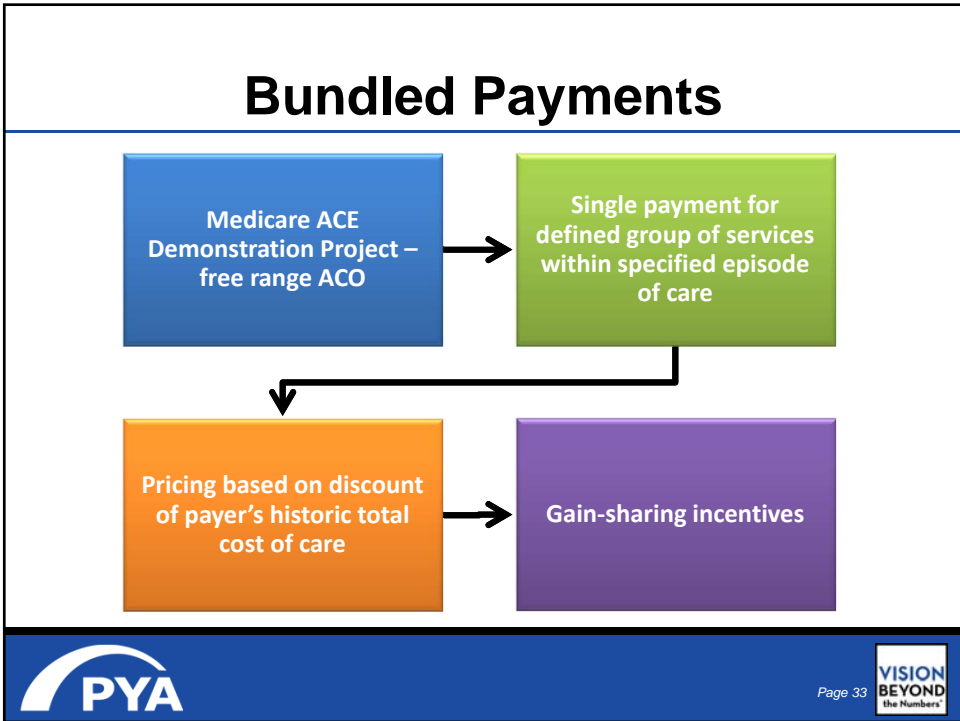 Bundled Payments
Medicare ACE
Demonstration Project –
free range ACO
Single payment for
defined group of services
within specified episode
of care
Pricing based on discount
of payer's historic total
cost of care
Gain-sharing incentives
PYA
Page 33
VISION
BEYOND
the Numbers®